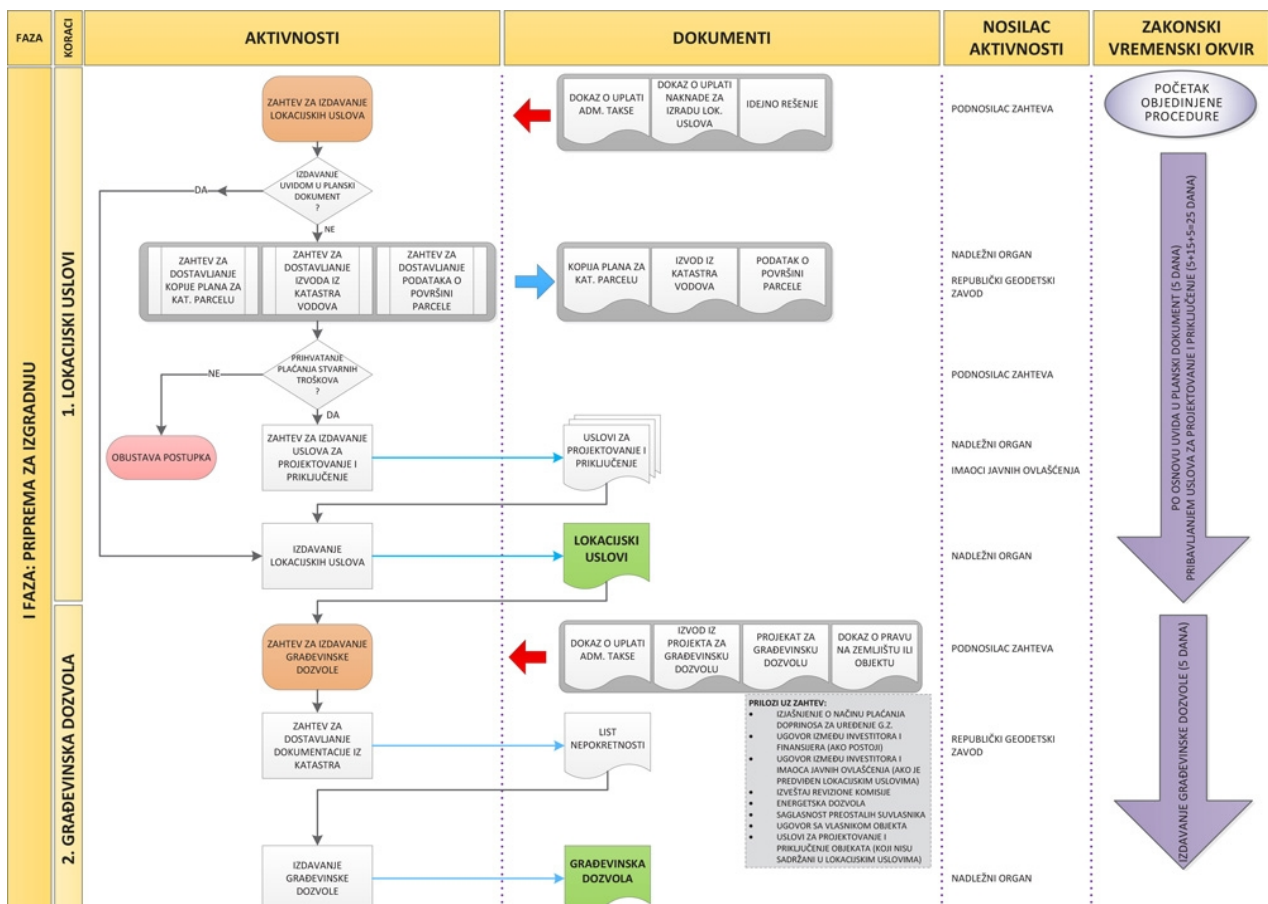 FAZA
KORACI
AKTIVNOSTI
DOKUMENTI
NOSILAC
AKTIVNOSTI
ZAKONSKI
VREMENSKI OKVIR
I FAZA: PRIPREMA ZA IZGRADNJU
1. LOKACIJSKI USLOVI
ZAHTEV ZA IZDAVANJE
LOKACIJSKIH USLOVA
DOKAZ O UPLATI
ADM. TAKSE
DOKAZ O UPLATI
NAKNADE ZA
IZRADU LOK.
USLOVA
IDEJNO REŠENJE
PODNOSILAC ZAHTEVA
POČETAK
OBJEDINJENE
PROCEDURE
IZDAVANJE
UVIDOM U PLANSKI
DOKUMENT
?
DA
NE
ZAHTEV ZA
DOSTAVLJANJE
KOPIJE PLANA ZA
KAT. PARCELU
ZAHTEV ZA
DOSTAVLJANJE
IZVODA IZ
KATASTRA
VODOVA
ZAHTEV ZA
DOSTAVLJANJE
PODATAKA O
POVRŠINI
PARCELE
KOPIJA PLANA ZA
KAT. PARCELU
IZVOD IZ
KATASTRA
VODOVA
PODATAK O
POVRŠINI
PARCELE
NADLEŽNI ORGAN
REPUBLIČKI GEODETSKI
ZAVOD
PO OSNOVU UVIDA U PLANSKI DOKUMENT (5 DANA)
PRIBAVLJANJEM USLOVA ZA PROJEKTOVANJE I PRIKLJUČENJE (5+15+5=25 DANA)
PRIHVATANJE
PLAĆANJA STVARNIH
TROŠKOVA
?
NE
DA
PODNOSILAC ZAHTEVA
OBUSTAVA POSTUPKA
ZAHTEV ZA IZDAVANJE
USLOVA ZA
PROJEKTOVANJE I
PRIKLJUČENJE
USLOVI ZA
PROJEKTOVANJE I
PRIKLJUČENJE
NADLEŽNI ORGAN
IMAOCI JAVNIH OVLAŠĆENJA
IZDAVANJE
LOKACIJSKIH USLOVA
LOKACIJSKI
USLOVI
NADLEŽNI ORGAN
2. GRAĐEVINSKA DOZVOLA
ZAHTEV ZA IZDAVANJE
GRAĐEVINSKE
DOZVOLE
DOKAZ O UPLATI
ADM. TAKSE
IZVOD IZ
PROJEKTA ZA
GRAĐEVINSKU
DOZVOLU
PROJEKAT ZA
GRAĐEVINSKU
DOZVOLU
DOKAZ O PRAVU
NA ZEMLJIŠTU ILI
OBJEKTU
PODNOSILAC ZAHTEVA
IZDAVANJE GRAĐEVINSKE DOZVOLE (5 DANA)
ZAHTEV ZA
DOSTAVLJANJE
DOKUMENTACIJE IZ
KATASTRA
LIST
NEPOKRETNOSTI
PRILOZI UZ ZAHTEV:
• IZJAŠNJENJE O NAČINU PLAĆANJA
DOPRINOSA ZA UREĐENJE G.Z.
• UGOVOR IZMEĐU INVESTITORA I
FINANSIJERA (AKO POSTOJI)
• UGOVOR IZMEĐU INVESTITORA I
IMAOCA JAVNIH OVLAŠĆENJA (AKO JE
PREDVIĐEN LOKACIJSKIM USLOVIMA)
• IZVEŠTAJ REVIZIONE KOMISIJE
• ENERGETSKA DOZVOLA
• SAGLASNOST PREOSTALIH SUVLASNIKA
• UGOVOR SA VLASNIKOM OBJEKTA
• USLOVI ZA PROJEKTOVANJE I
PRIKLJUČENJE OBJEKATA (KOJI NISU
SADRŽANI U LOKACIJSKIM USLOVIMA)
REPUBLIČKI GEODETSKI
ZAVOD
IZDAVANJE
GRAĐEVINSKE
DOZVOLE
GRAĐEVINSKA
DOZVOLA
NADLEŽNI ORGAN